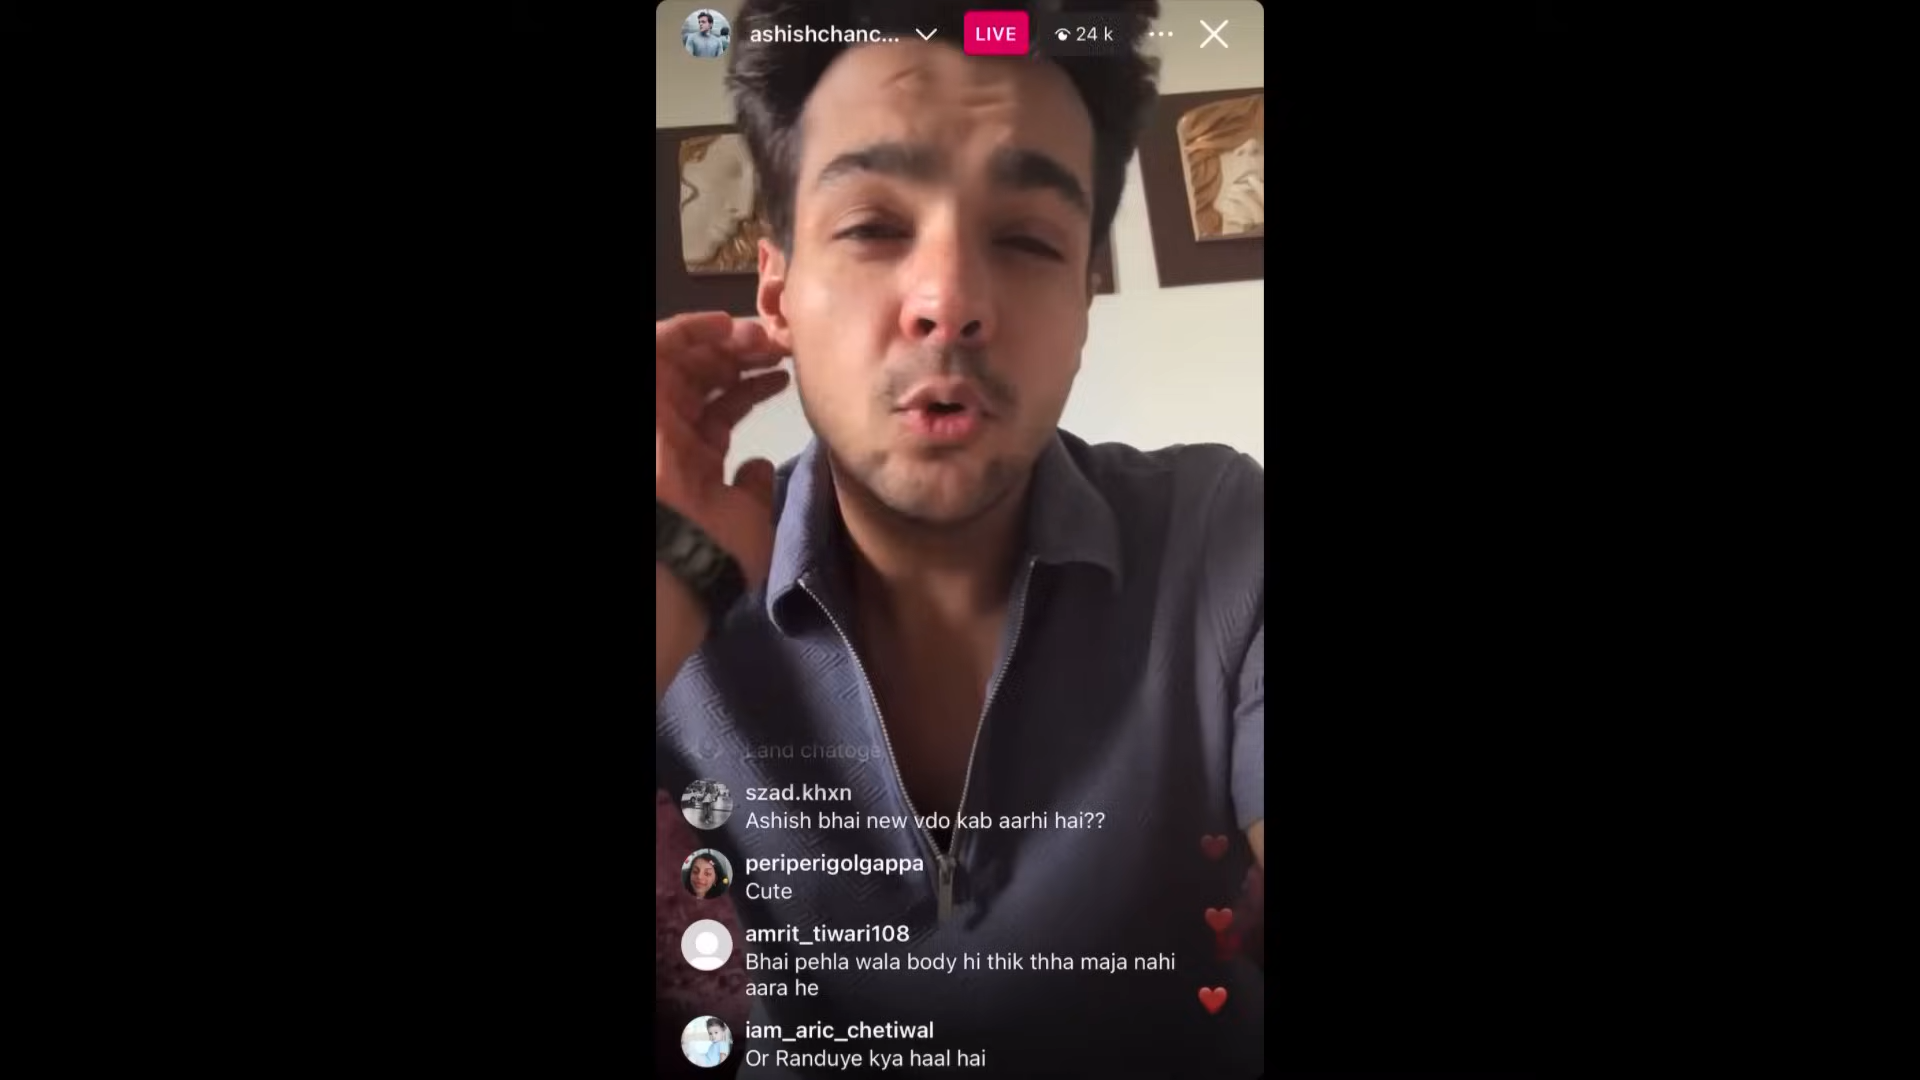 ashishchanc...
LIVE
24 k
Land chatoge
szad.khxn
Ashish bhai new vdo kab aarhi hai??
periperigolgappa
Cute
amrit_tiwari108
Bhai pehla wala body hi thik thha maja nahi
aara he
iam_aric_chetiwal
Or Randuye kya haal hai